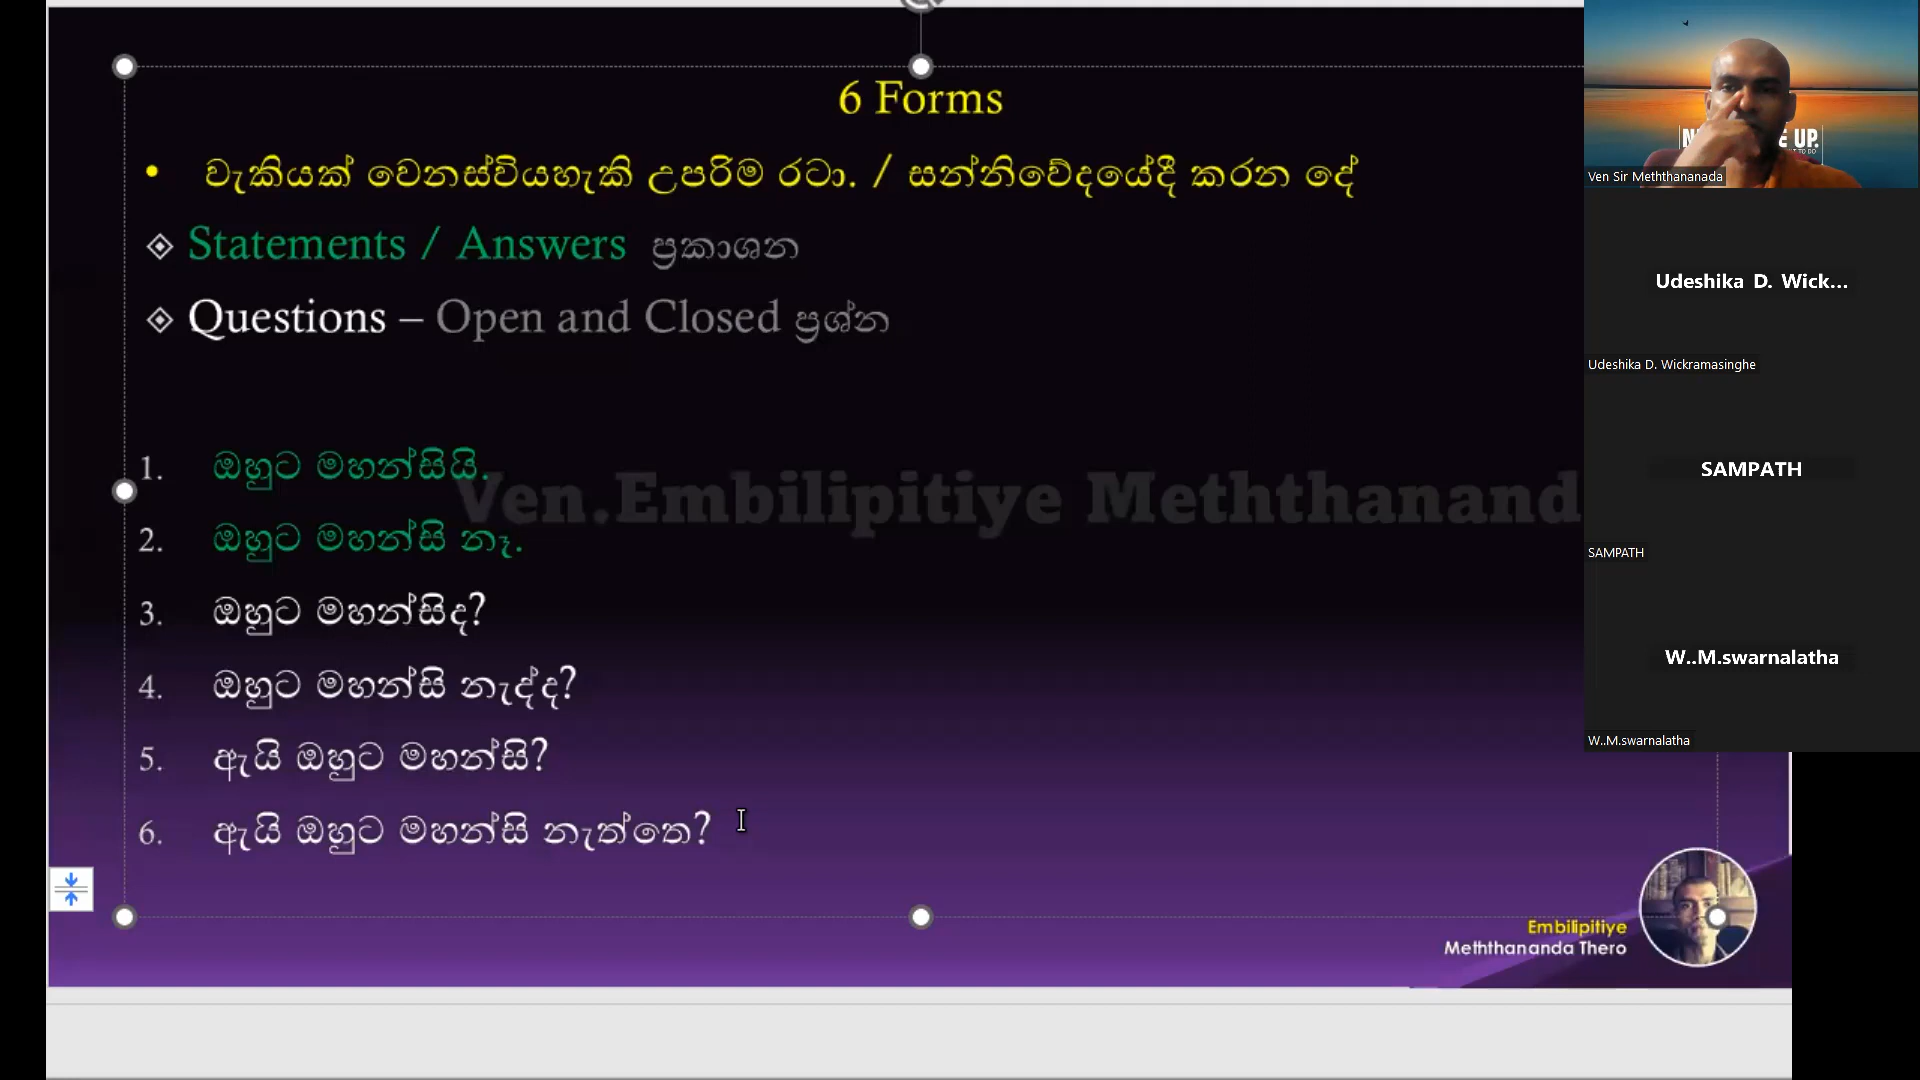 6 Forms
• වැකියක් වෙනස්වියහැකි උපරිම රටා. / සන්නිවේදයේදී කරන දේ
Statements / Answers ප්‍රකාශන
Questions – Open and Closed ප්‍රශ්න
1. ඔහුට මහන්සියි.
2. ඔහුට මහන්සි නෑ.
3. ඔහුට මහන්සිද?
4. ඔහුට මහන්සි නැද්ද?
5. ඇයි ඔහුට මහන්සි?
6. ඇයි ඔහුට මහන්සි නැත්තෙ?
Ven.Embilipitiye Meththanand
Embilipitiye
Meththananda Thero
UP.
Ven Sir Meththananada
Udeshika D. Wick...
Udeshika D. Wickramasinghe
SAMPATH
SAMPATH
W..M.swarnalatha
W..M.swarnalatha